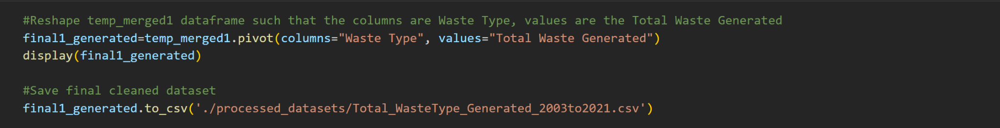 #Reshape temp_merged1 dataframe such that the columns are Waste Type, values are the Total Waste Generated
final1_generated=temp_merged1.pivot(columns="Waste Type", values="Total Waste Generated")
display(final1_generated)
#Save final cleaned dataset
final1_generated.to_csv('./processed_datasets/Total_WasteType_Generated_2003to2021.csv')